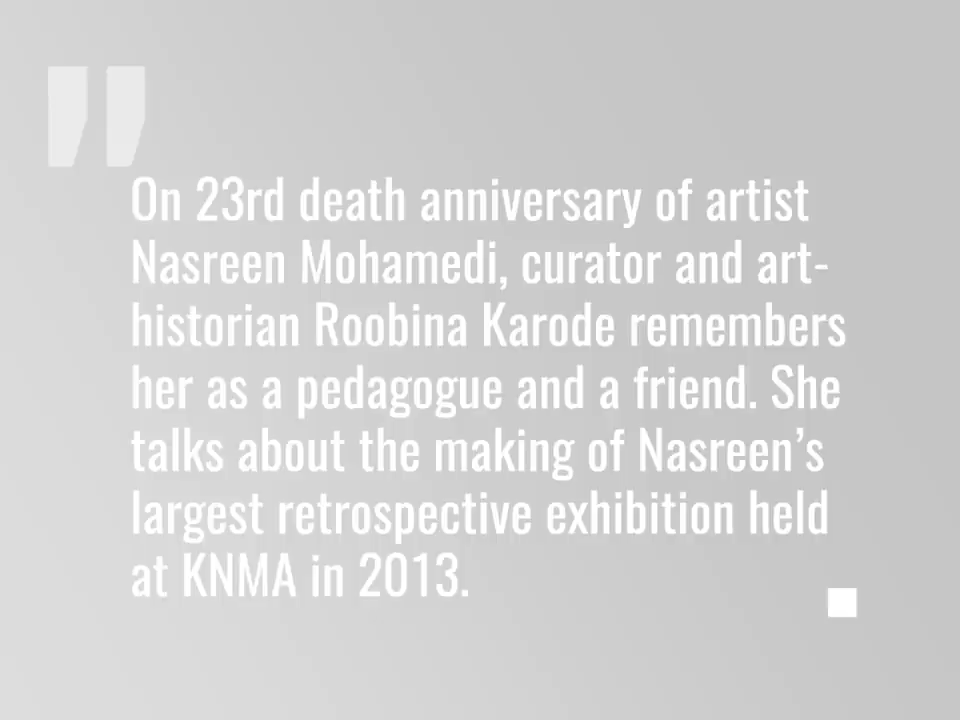 "
On 23rd death anniversary of artist
Nasreen Mohamedi, curator and art-
historian Roobina Karode remembers
her as a pedagogue and a friend. She
talks about the making of Nasreen’s
largest retrospective exhibition held
at KNMA in 2013.